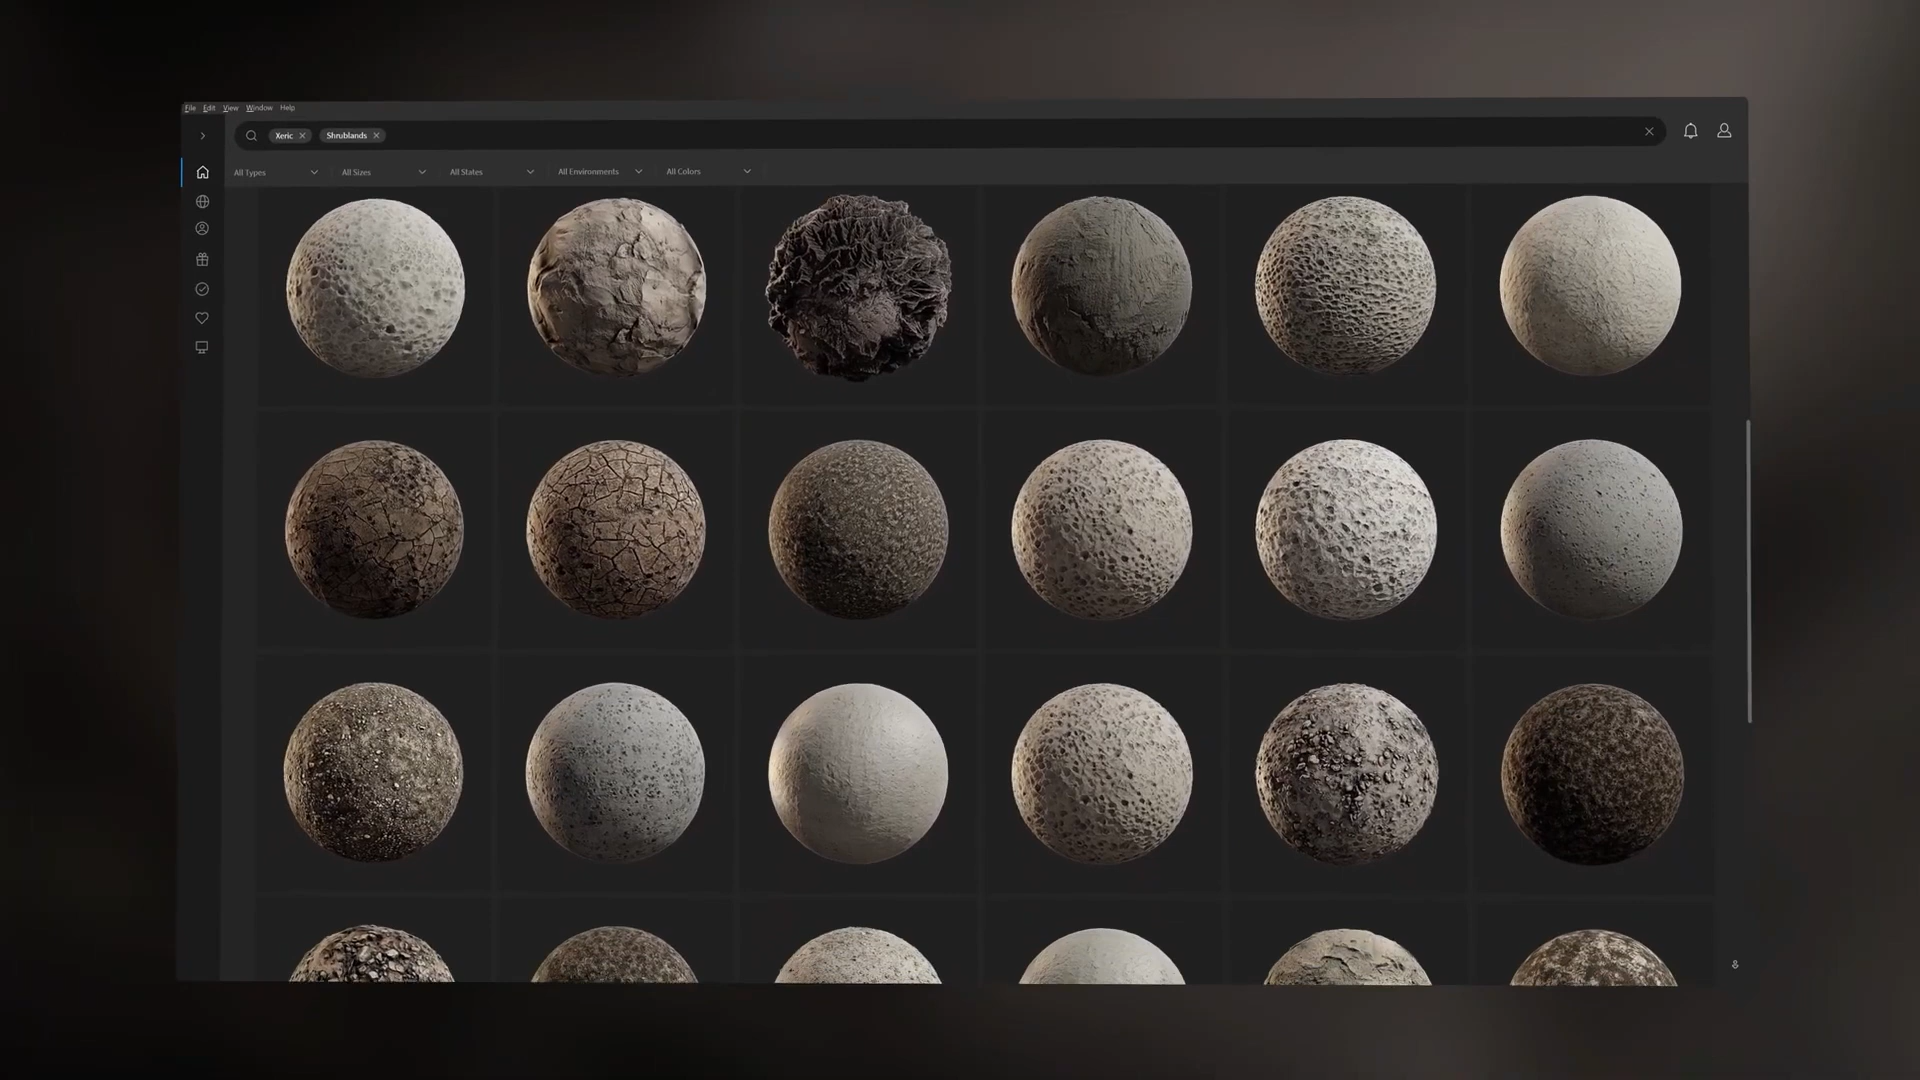 File Edit View Window Help
Xeric Shrublands
All Types All Sizes All States All Environments All Colors